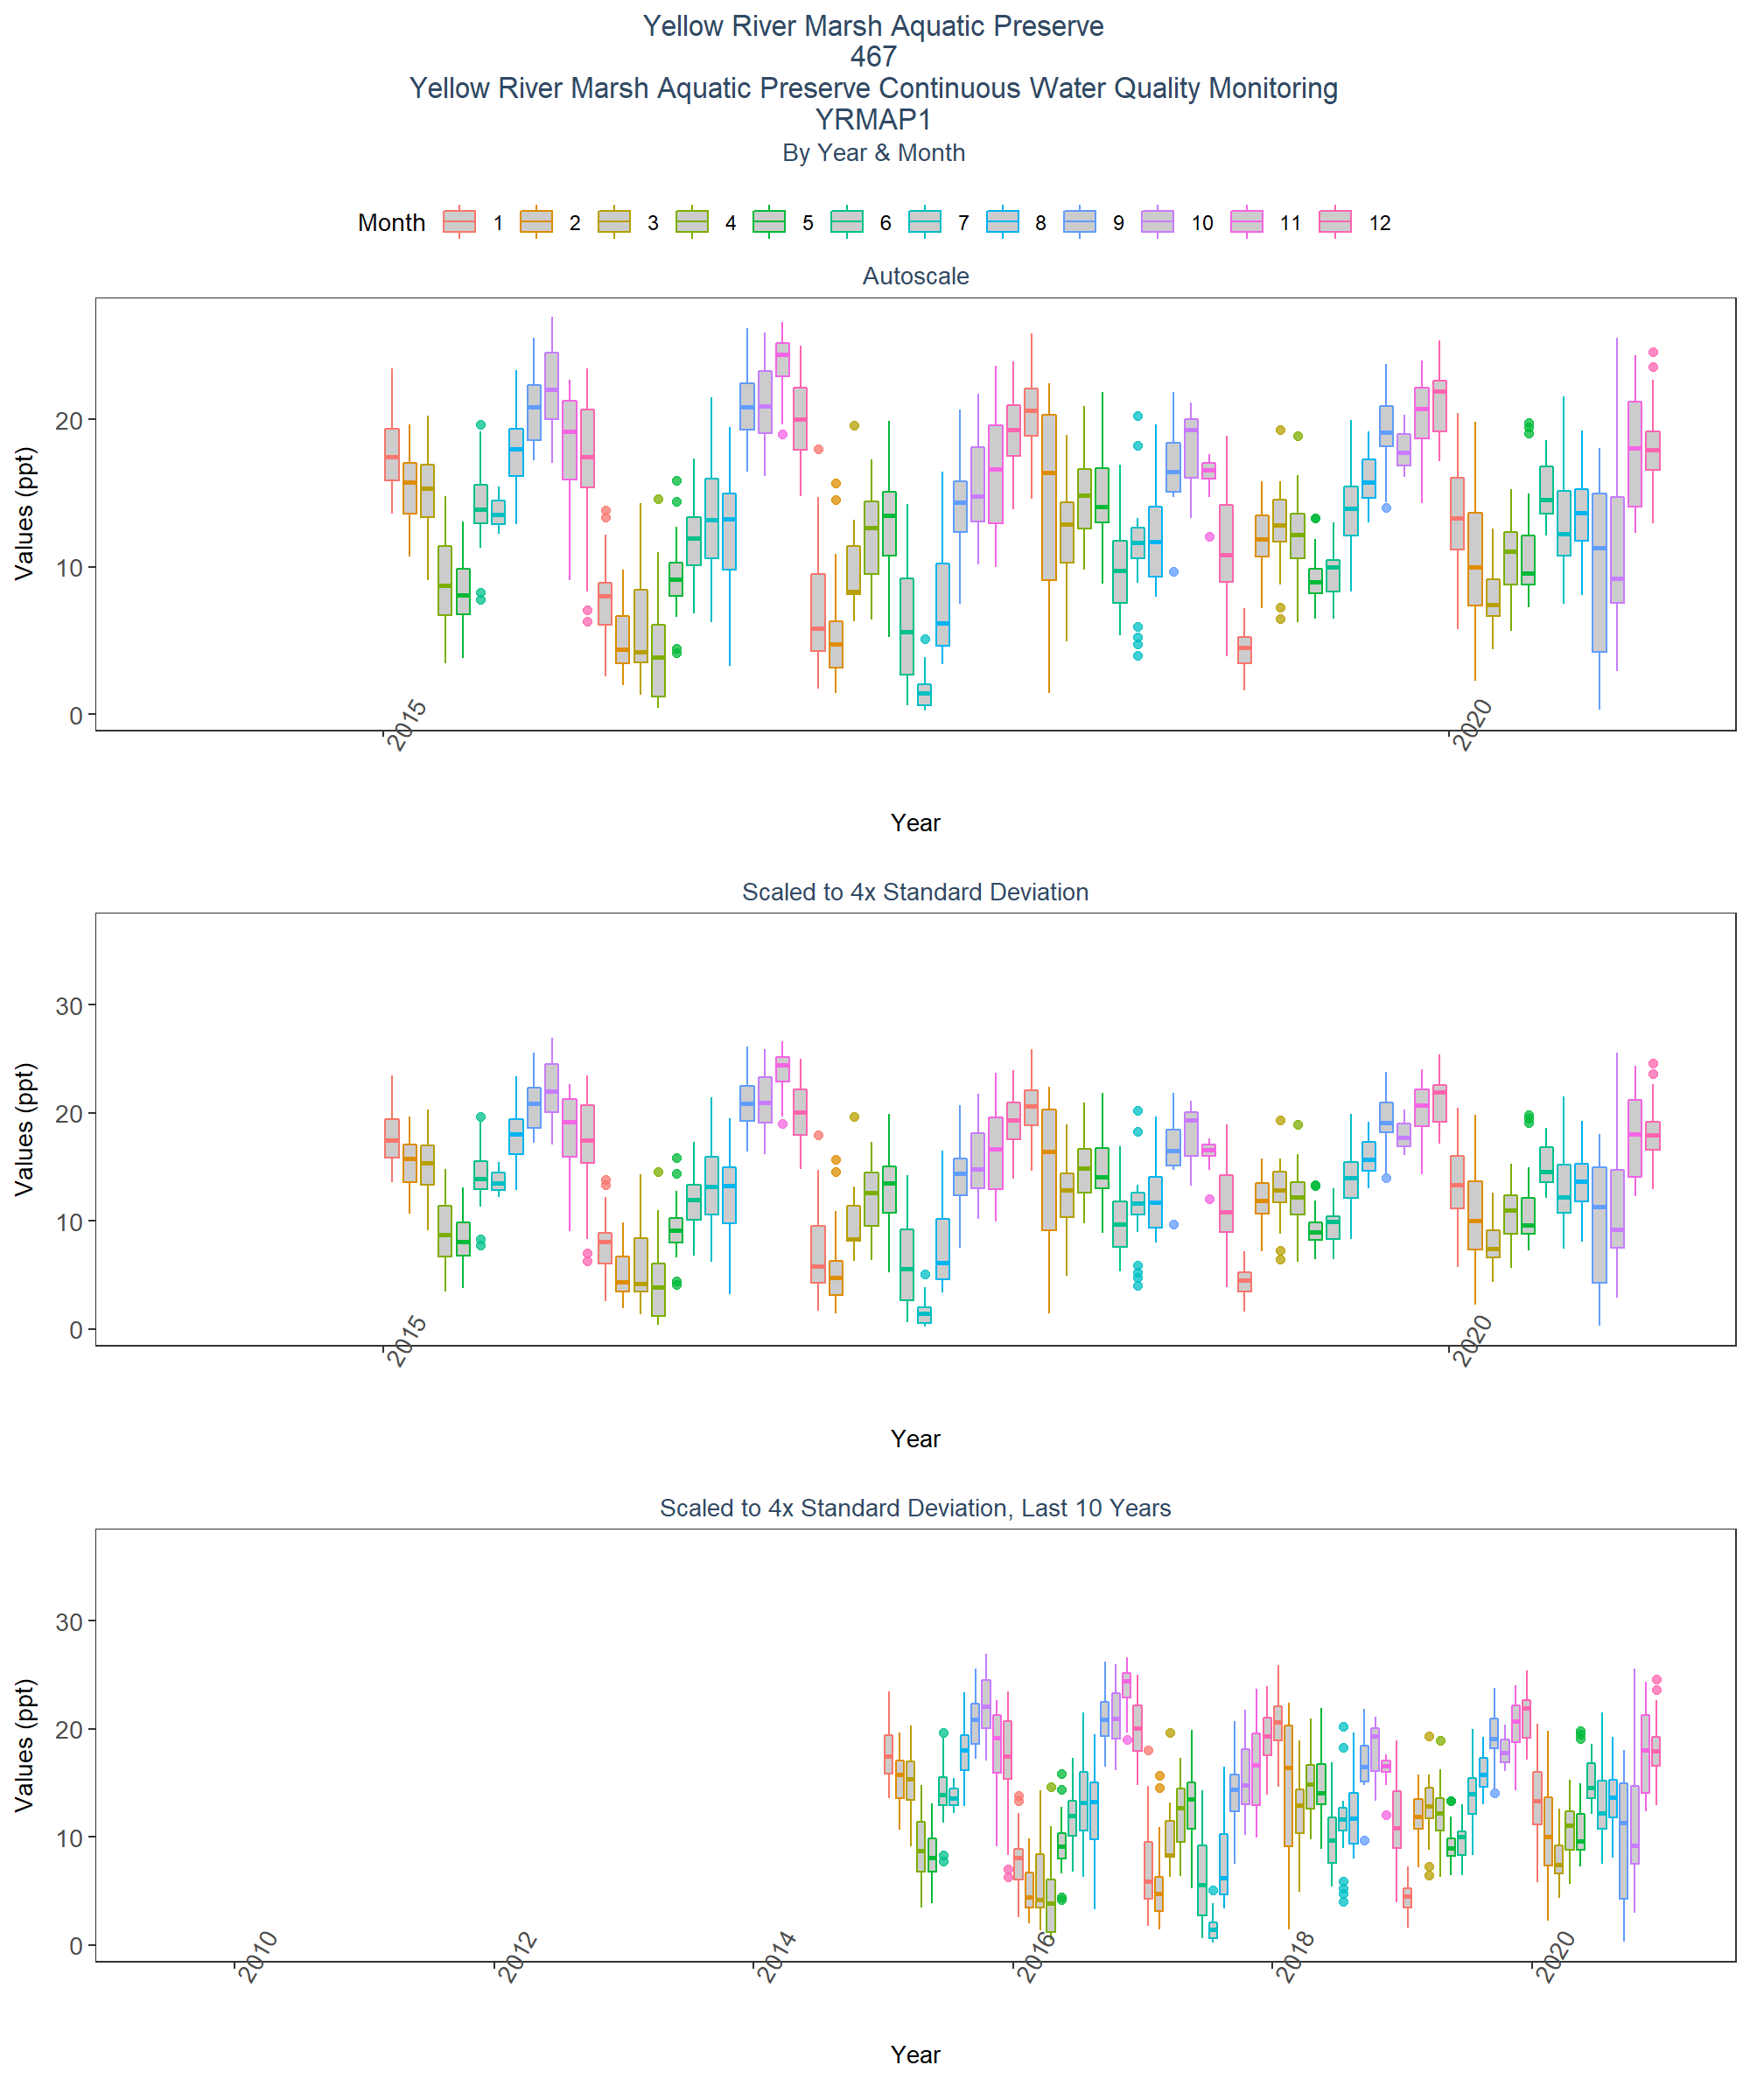 Yellow River Marsh Aquatic Preserve
467
Yellow River Marsh Aquatic Preserve Continuous Water Quality Monitoring
YRMAP1
By Year & Month
Month 1 2 3 4 5 6 7 8 9 10 11 12
Autoscale
Values (ppt)
20
10
0
2015 2020
Year
Scaled to 4x Standard Deviation
Values (ppt)
30
20
10
0
2015 2020
Year
Scaled to 4x Standard Deviation, Last 10 Years
Values (ppt)
30
20
10
0
2010 2012 2014 2016 2018 2020
Year